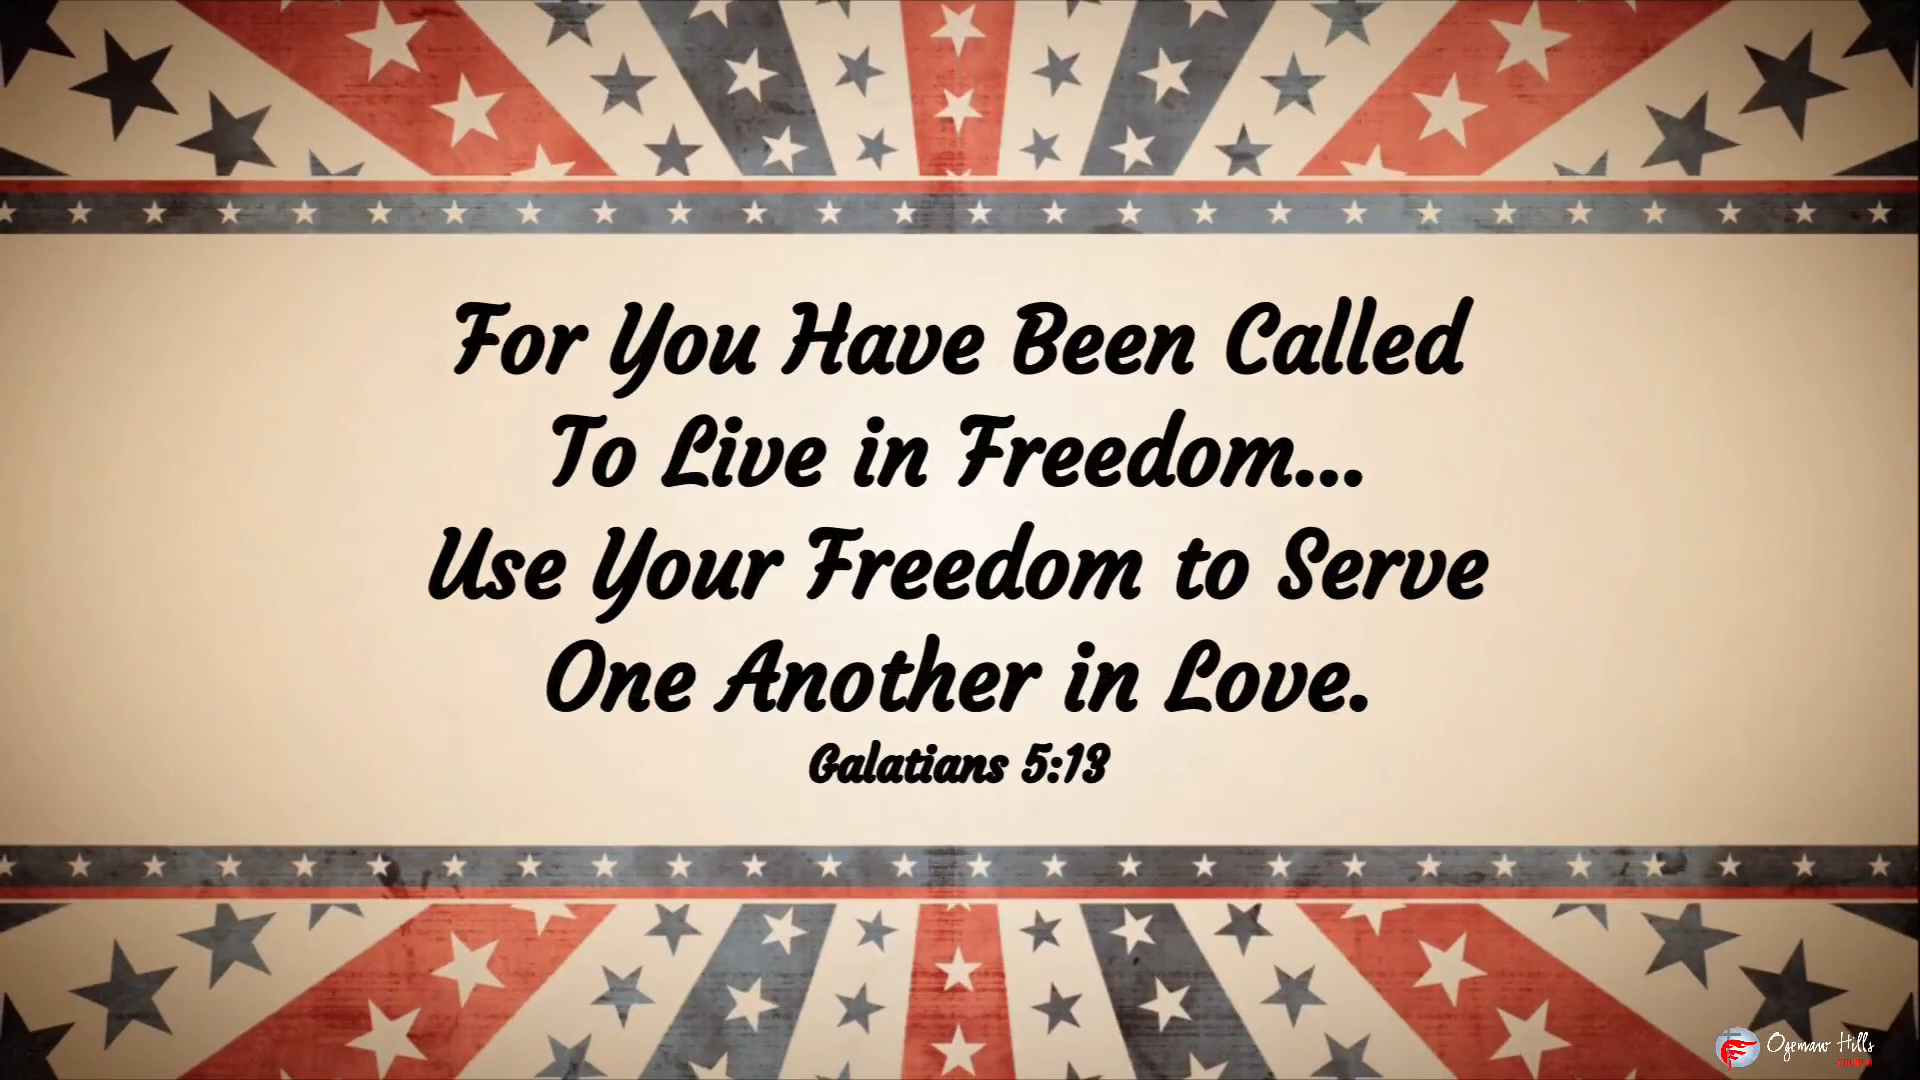 For You Have Been Called
To Live in Freedom...
Use Your Freedom to Serve
One Another in Love.
Galatians 5:13
Ogemaw Hills
CHURCH